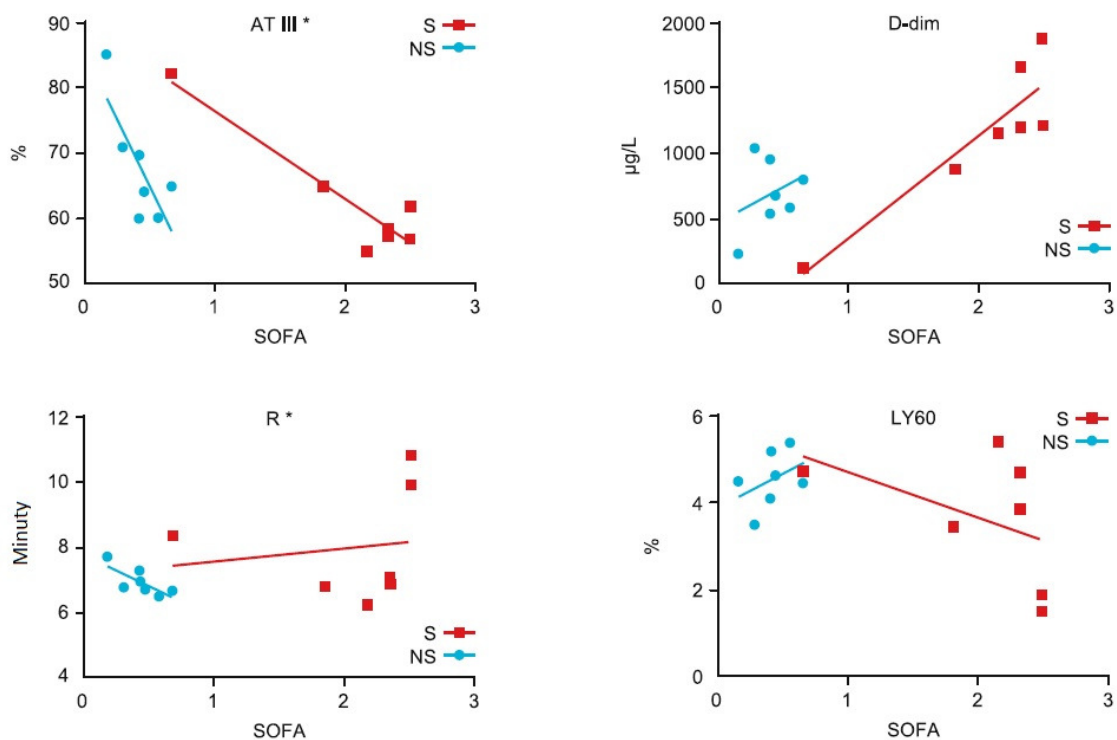 AT III *
S
NS
90
80
70
60
50
%
0 1 2 3
SOFA
D-dim
2000
1500
1000
500
0
µg/L
S
NS
0 1 2 3
SOFA
R *
12
10
8
6
4
Minuty
S
NS
0 1 2 3
SOFA
LY60
S
NS
6
4
2
0
%
0 1 2 3
SOFA